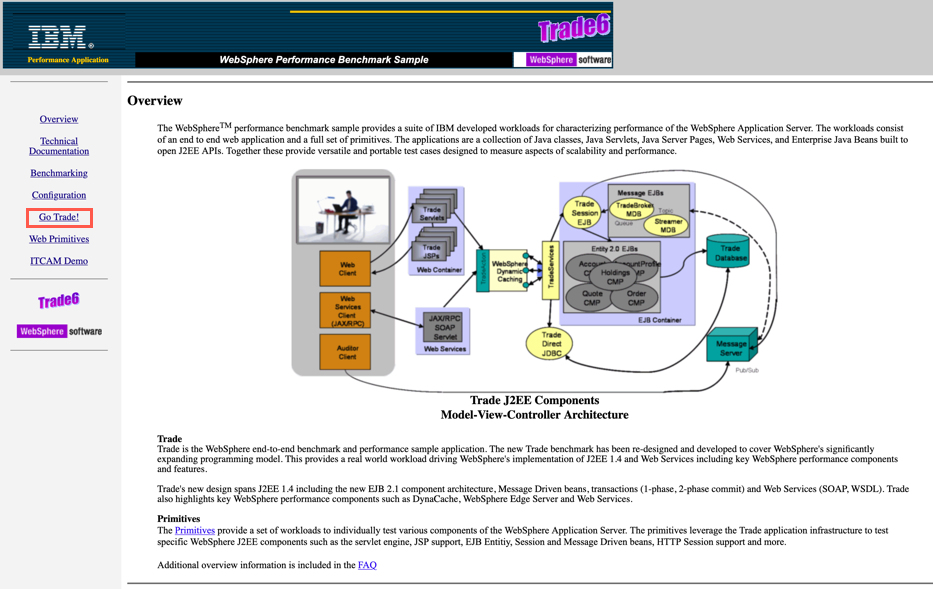 IBM®
Performance Application
Trade6
WebSphere Performance Benchmark Sample
WebSphere software
Overview
Technical
Documentation
Benchmarking
Configuration
Go Trade!
Web Primitives
ITCAM Demo
Trade6
WebSphere software
Overview
The WebSphereTM performance benchmark sample provides a suite of IBM developed workloads for characterizing performance of the WebSphere Application Server. The workloads consist
of an end to end web application and a full set of primitives. The applications are a collection of Java classes, Java Servlets, Java Server Pages, Web Services, and Enterprise Java Beans built to
open J2EE APIs. Together these provide versatile and portable test cases designed to measure aspects of scalability and performance.
Web
Client
Web
Services
Client
(JAX/RPC)
Auditor
Client
Trade
Servlets
Trade
JSPs
Web Container
JAX/RPC
SOAP
Servlet
Web Services
TradeAction
WebSphere
Dynamic
Caching
TradeServices
Trade
Session
EJB
Message EJBs
TradeBroker
MDB
Queue
Topic
Streamer
MDB
Entity 2.0 EJBs
Holdings
CMP
Quote
CMP
Order
CMP
EJB Container
Trade
Direct
JDBC
Trade
Database
Message
Server
Pub/Sub
Trade J2EE Components
Model-View-Controller Architecture
Trade
Trade is the WebSphere end-to-end benchmark and performance sample application. The new Trade benchmark has been re-designed and developed to cover WebSphere's significantly
expanding programming model. This provides a real world workload driving WebSphere's implementation of J2EE 1.4 and Web Services including key WebSphere performance components
and features.
Trade's new design spans J2EE 1.4 including the new EJB 2.1 component architecture, Message Driven beans, transactions (1-phase, 2-phase commit) and Web Services (SOAP, WSDL). Trade
also highlights key WebSphere performance components such as DynaCache, WebSphere Edge Server and Web Services.
Primitives
The Primitives provide a set of workloads to individually test various components of the WebSphere Application Server. The primitives leverage the Trade application infrastructure to test
specific WebSphere J2EE components such as the servlet engine, JSP support, EJB Entitiy, Session and Message Driven beans, HTTP Session support and more.
Additional overview information is included in the FAQ